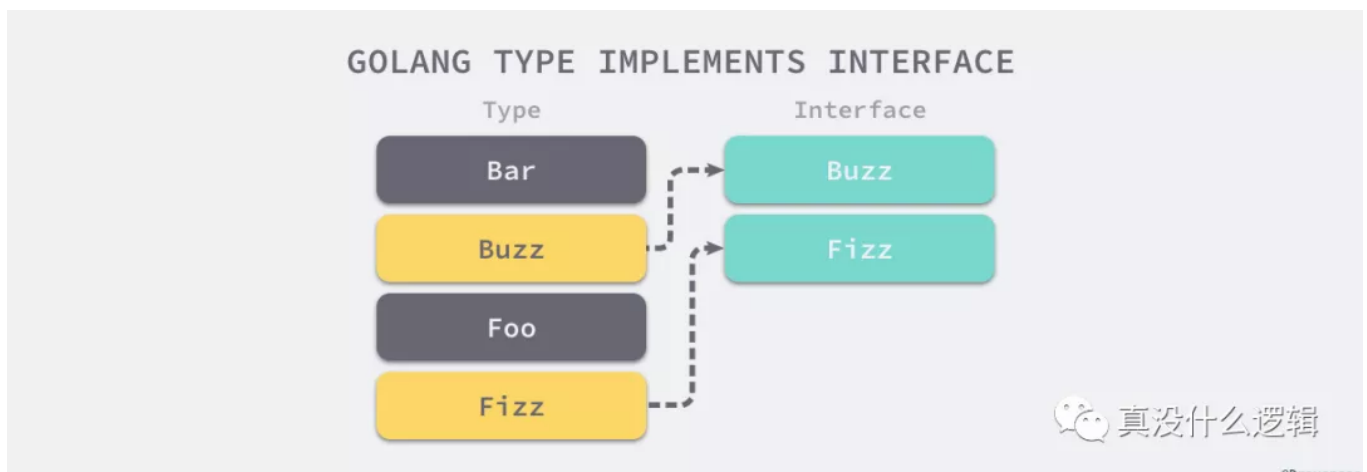 GOLANG TYPE IMPLEMENTS INTERFACE
Type Interface
Bar Buzz
Buzz Fizz
Foo
Fizz
真没什么逻辑